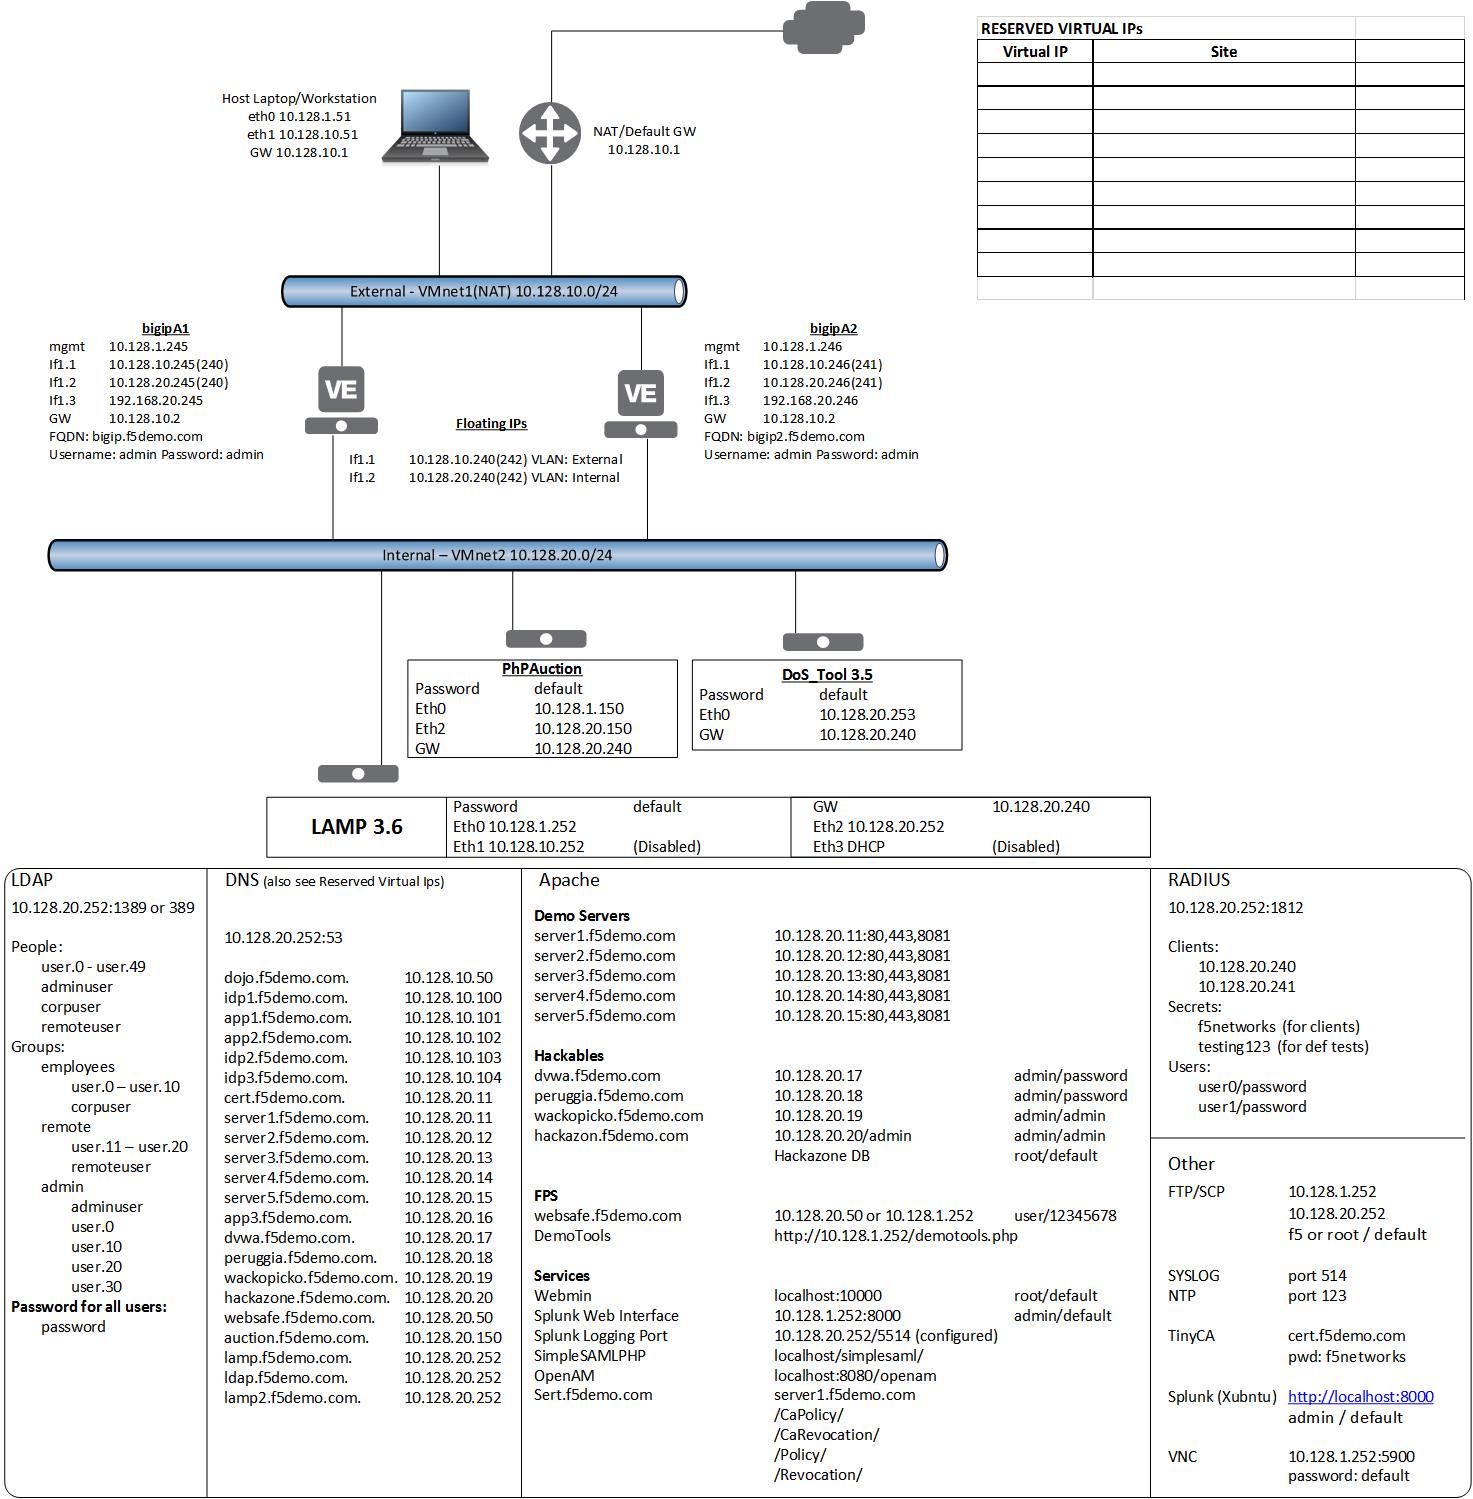 RESERVED VIRTUAL IPs
Virtual IP Site
Host Laptop/Workstation
eth0 10.128.1.51
eth1 10.128.10.51
GW 10.128.10.1
NAT/Default GW
10.128.10.1
External - VMnet1(NAT) 10.128.10.0/24
bigipA1
mgmt 10.128.1.245
If1.1 10.128.10.245(240)
If1.2 10.128.20.245(240)
If1.3 192.168.20.245
GW 10.128.10.2
FQDN: bigip.f5demo.com
Username: admin Password: admin
VE
VE
bigipA2
mgmt 10.128.1.246
If1.1 10.128.10.246(241)
If1.2 10.128.20.246(241)
If1.3 192.168.20.246
GW 10.128.10.2
FQDN: bigip2.f5demo.com
Username: admin Password: admin
Floating IPs
If1.1 10.128.10.240(242) VLAN: External
If1.2 10.128.20.240(242) VLAN: Internal
Internal – VMnet2 10.128.20.0/24
PhPAuction
Password default
Eth0 10.128.1.150
Eth2 10.128.20.150
GW 10.128.20.240
DoS_Tool 3.5
Password default
Eth0 10.128.20.253
GW 10.128.20.240
LAMP 3.6
Password default
Eth0 10.128.1.252
Eth1 10.128.10.252 (Disabled)
GW 10.128.20.240
Eth2 10.128.20.252
Eth3 DHCP (Disabled)
LDAP
10.128.20.252:1389 or 389
People:
user.0 - user.49
adminuser
corpuser
remoteuser
Groups:
employees
user.0 – user.10
corpuser
remote
user.11 – user.20
remoteuser
admin
adminuser
user.0
user.10
user.20
user.30
Password for all users:
password
DNS (also see Reserved Virtual Ips)
10.128.20.252:53
dojo.f5demo.com. 10.128.10.50
idp1.f5demo.com. 10.128.10.100
app1.f5demo.com. 10.128.10.101
app2.f5demo.com. 10.128.10.102
idp2.f5demo.com. 10.128.10.103
idp3.f5demo.com. 10.128.10.104
cert.f5demo.com. 10.128.20.11
server1.f5demo.com. 10.128.20.11
server2.f5demo.com. 10.128.20.12
server3.f5demo.com. 10.128.20.13
server4.f5demo.com. 10.128.20.14
server5.f5demo.com. 10.128.20.15
app3.f5demo.com. 10.128.20.16
dvwa.f5demo.com. 10.128.20.17
peruggia.f5demo.com. 10.128.20.18
wackopicko.f5demo.com. 10.128.20.19
hackazone.f5demo.com. 10.128.20.20
websafe.f5demo.com. 10.128.20.50
auction.f5demo.com. 10.128.20.150
lamp.f5demo.com. 10.128.20.252
ldap.f5demo.com. 10.128.20.252
lamp2.f5demo.com. 10.128.20.252
Apache
Demo Servers
server1.f5demo.com 10.128.20.11:80,443,8081
server2.f5demo.com 10.128.20.12:80,443,8081
server3.f5demo.com 10.128.20.13:80,443,8081
server4.f5demo.com 10.128.20.14:80,443,8081
server5.f5demo.com 10.128.20.15:80,443,8081
Hackables
dvwa.f5demo.com 10.128.20.17 admin/password
peruggia.f5demo.com 10.128.20.18 admin/password
wackopicko.f5demo.com 10.128.20.19 admin/admin
hackazon.f5demo.com 10.128.20.20/admin admin/admin
Hackazone DB root/default
FPS
websafe.f5demo.com 10.128.20.50 or 10.128.1.252 user/12345678
DemoTools http://10.128.1.252/demotools.php
Services
Webmin localhost:10000 root/default
Splunk Web Interface 10.128.1.252:8000 admin/default
Splunk Logging Port 10.128.20.252/5514 (configured)
SimpleSAMLPHP localhost/simplesaml/
OpenAM localhost:8080/openam
Sert.f5demo.com server1.f5demo.com
/CaPolicy/
/CaRevocation/
/Policy/
/Revocation/
RADIUS
10.128.20.252:1812
Clients:
10.128.20.240
10.128.20.241
Secrets:
f5networks (for clients)
testing123 (for def tests)
Users:
user0/password
user1/password
Other
FTP/SCP 10.128.1.252
10.128.20.252
f5 or root / default
SYSLOG port 514
NTP port 123
TinyCA cert.f5demo.com
pwd: f5networks
Splunk (Xubntu) http://localhost:8000
admin / default
VNC 10.128.1.252:5900
password: default